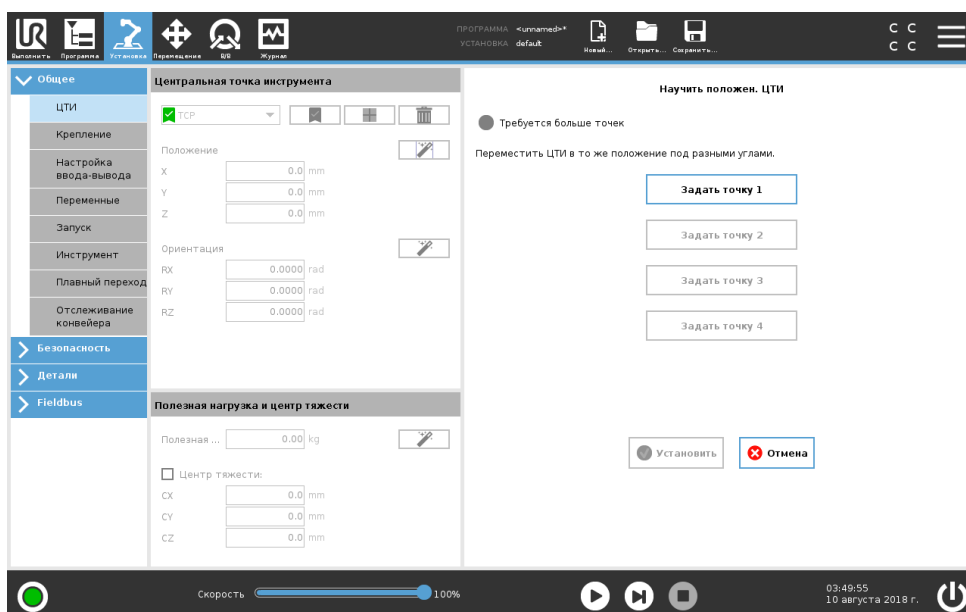 ПРОГРАММА <unnamed>*
УСТАНОВКА default
UR
Выполнить Программа Установка Перемещение В/В Журнал
Новый... Открыть... Сохранить...
C C
C C
Общее
ЦТИ
Крепление
Настройка
ввода-вывода
Переменные
Запуск
Инструмент
Плавный переход
Отслеживание
конвейера
Безопасность
Детали
Fieldbus
Центральная точка инструмента
TCP
Положение
X 0.0 mm
Y 0.0 mm
Z 0.0 mm
Ориентация
RX 0.0000 rad
RY 0.0000 rad
RZ 0.0000 rad
Полезная нагрузка и центр тяжести
Полезная ... 0.00 kg
Центр тяжести:
CX 0.0 mm
CY 0.0 mm
CZ 0.0 mm
Научить положен. ЦТИ
Требуется больше точек
Переместить ЦТИ в то же положение под разными углами.
Задать точку 1
Задать точку 2
Задать точку 3
Задать точку 4
Установить Отмена
Скорость 100%
03:49:55
10 августа 2018 г.